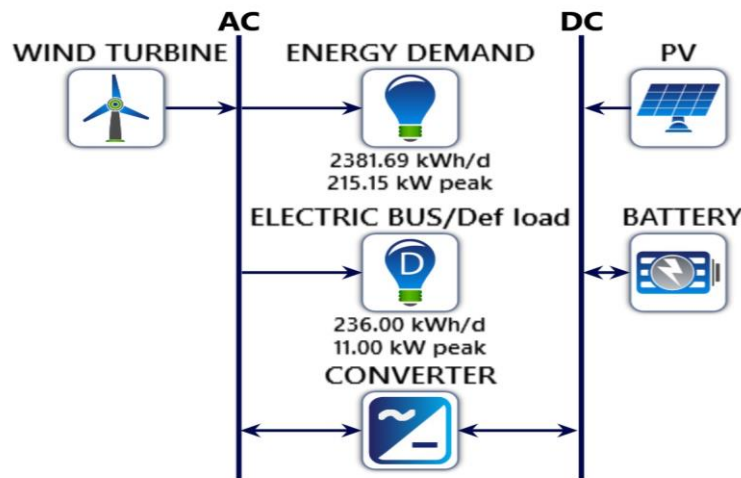 AC
DC
WIND TURBINE
ENERGY DEMAND
PV
2381.69 kWh/d
215.15 kW peak
ELECTRIC BUS/Def load
BATTERY
D
236.00 kWh/d
11.00 kW peak
CONVERTER